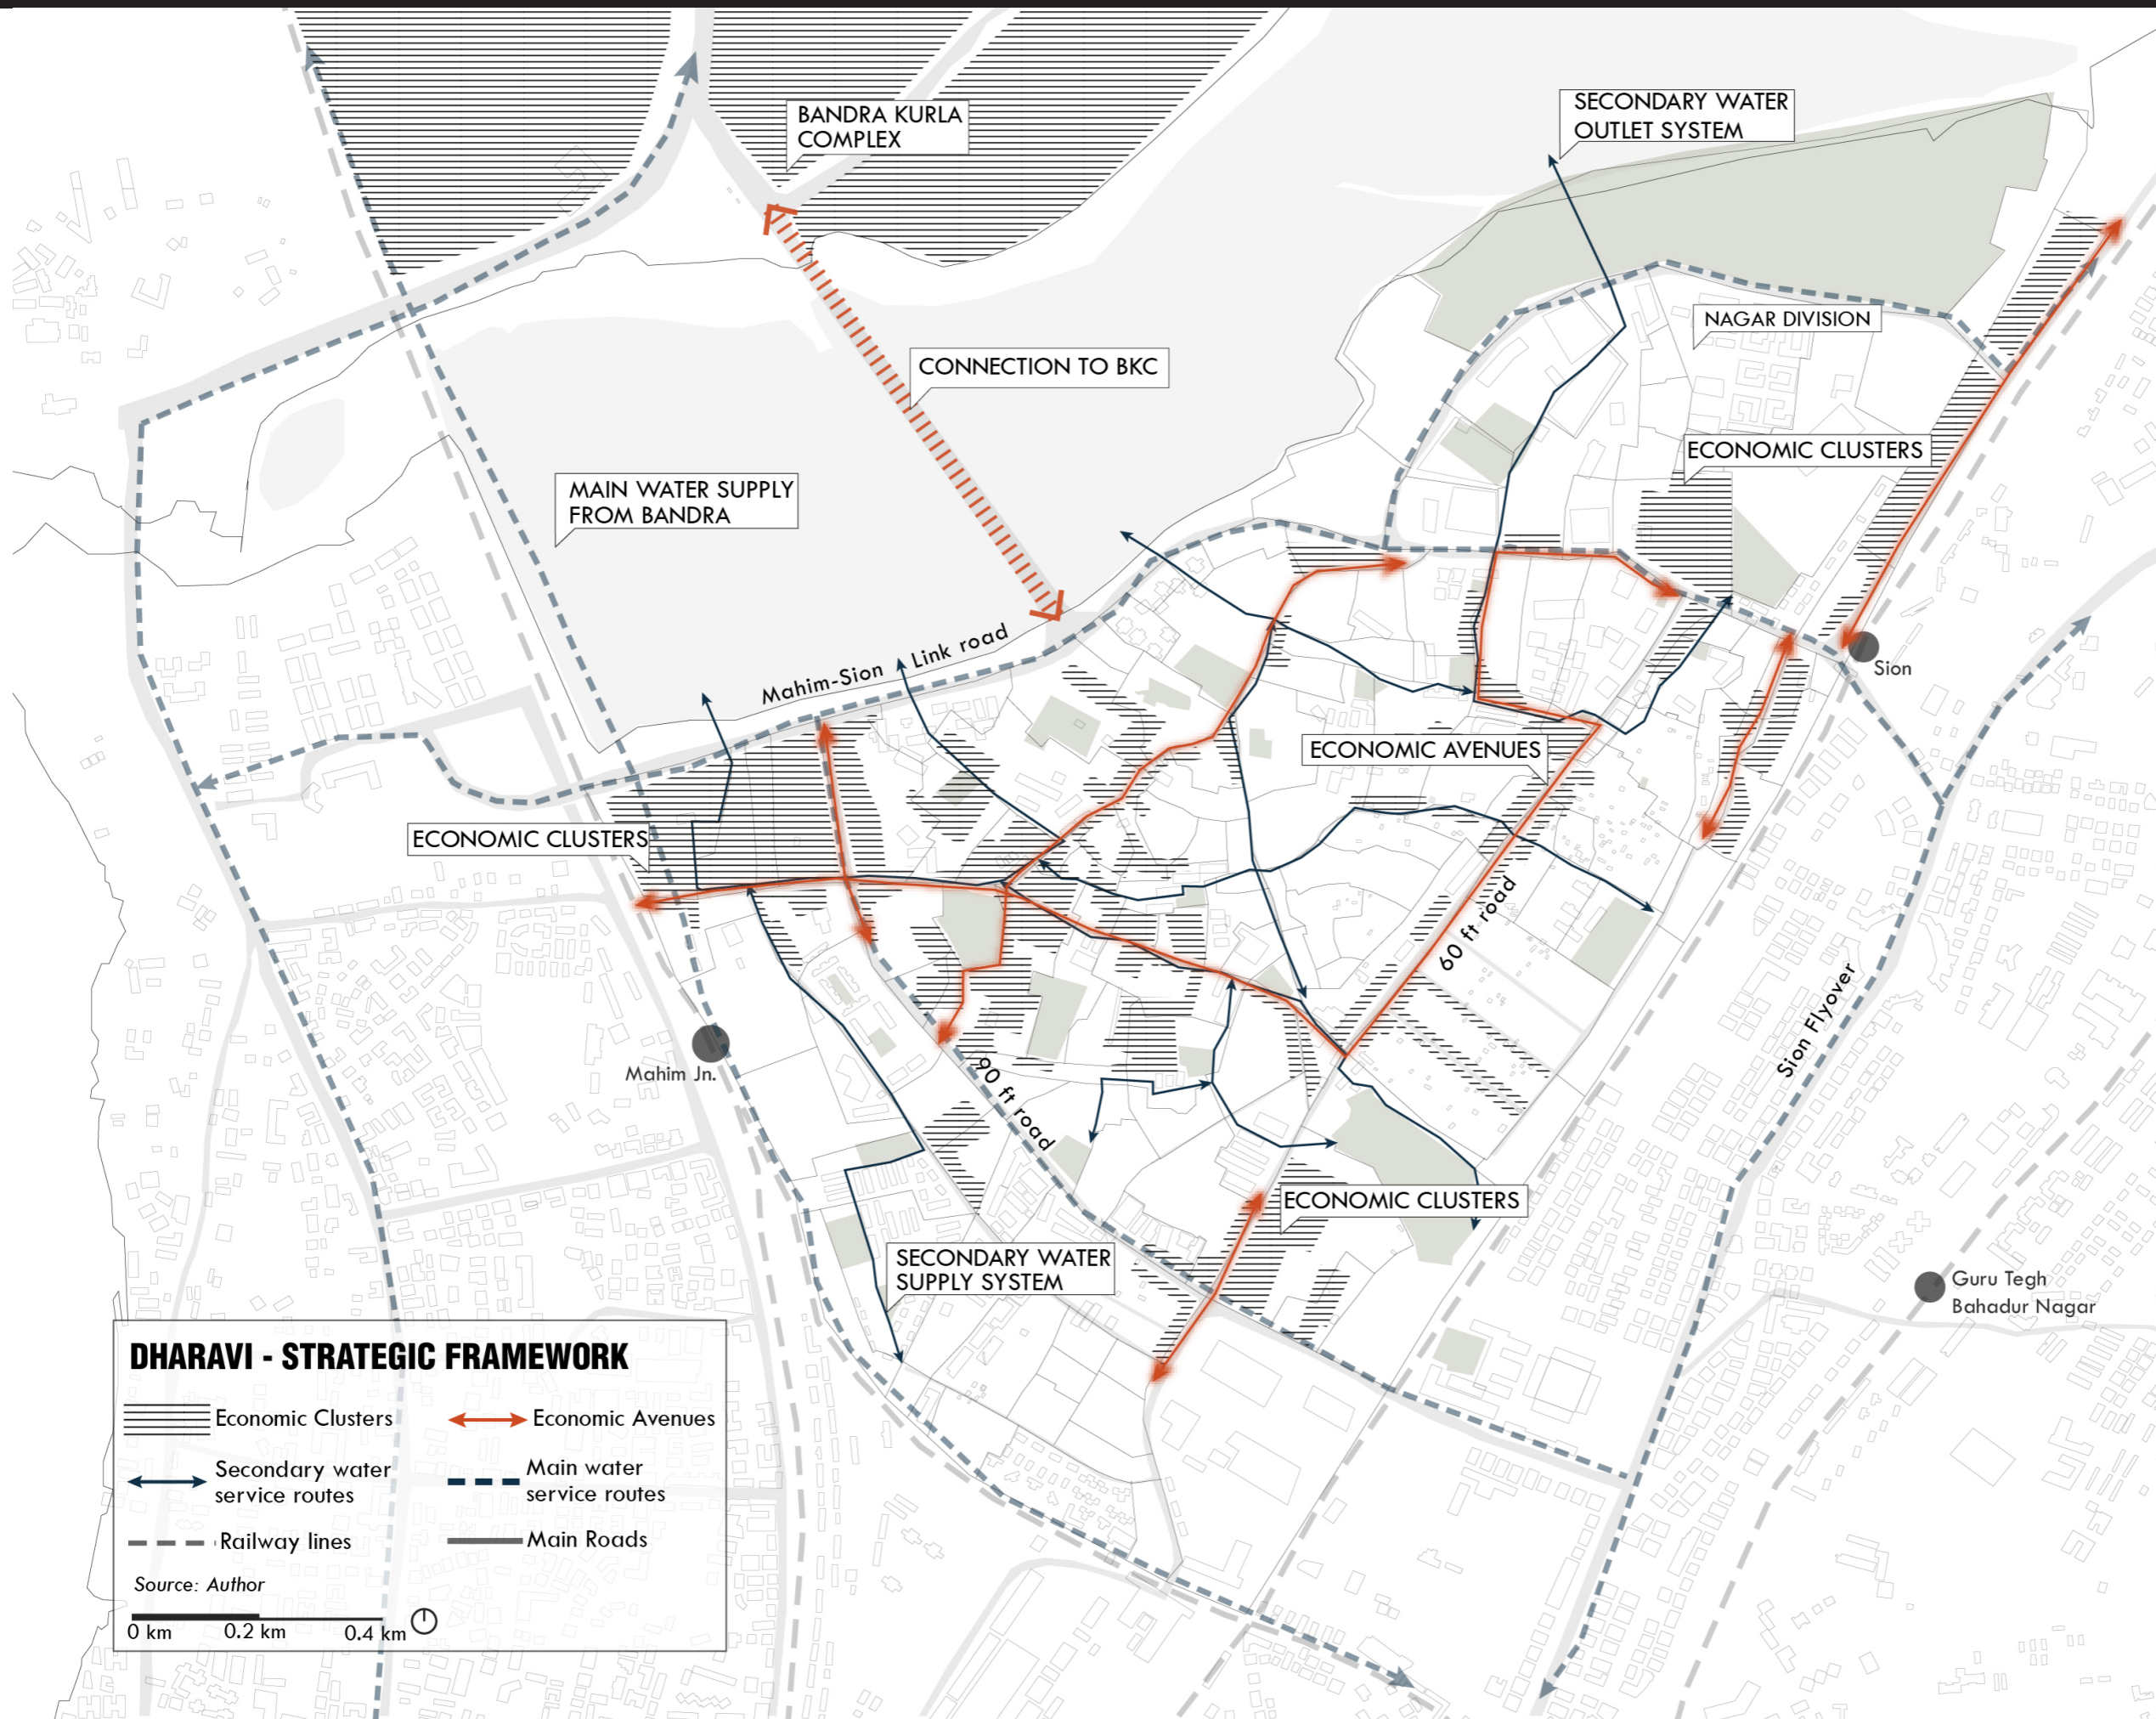 BANDRA KURLA
COMPLEX
SECONDARY WATER
OUTLET SYSTEM
NAGAR DIVISION
CONNECTION TO BKC
ECONOMIC CLUSTERS
MAIN WATER SUPPLY
FROM BANDRA
Mahim-Sion Link road
Sion
ECONOMIC AVENUES
ECONOMIC CLUSTERS
60 ft road
Sion Flyover
Mahim Jn.
90 ft road
ECONOMIC CLUSTERS
SECONDARY WATER
SUPPLY SYSTEM
Guru Tegh
Bahadur Nagar
DHARAVI - STRATEGIC FRAMEWORK
Economic Clusters
Economic Avenues
Secondary water
service routes
Main water
service routes
Railway lines
Main Roads
Source: Author
0 km 0.2 km 0.4 km